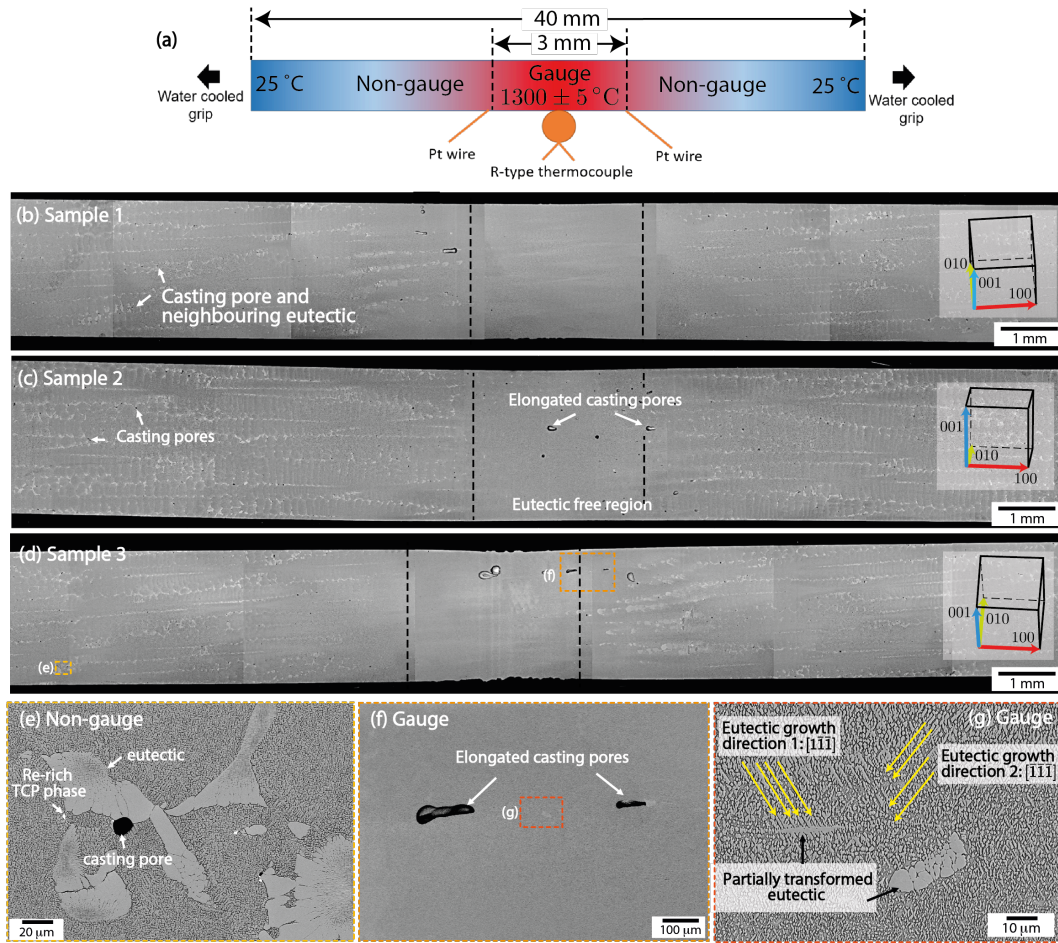 40 mm
(a)
3 mm
25 °C
Non-gauge
Gauge
1300 ± 5 °C
Non-gauge
25 °C
Water cooled
grip
Water cooled
grip
Pt wire
Pt wire
R-type thermocouple
(b) Sample 1
Casting pore and
neighbouring eutectic
010
001
100
1 mm
(c) Sample 2
Casting pores
Elongated casting pores
Eutectic free region
001
010
100
1 mm
(d) Sample 3
(f)
(e)
001
010
100
1 mm
(e) Non-gauge
eutectic
Re-rich
TCP phase
casting pore
20 μm
(f) Gauge
Elongated casting pores
(g)
100 μm
(g) Gauge
Eutectic growth
direction 1: [11̄1̄]
Eutectic growth
direction 2: [1̄1̄1̄]
Partially transformed
eutectic
10 μm